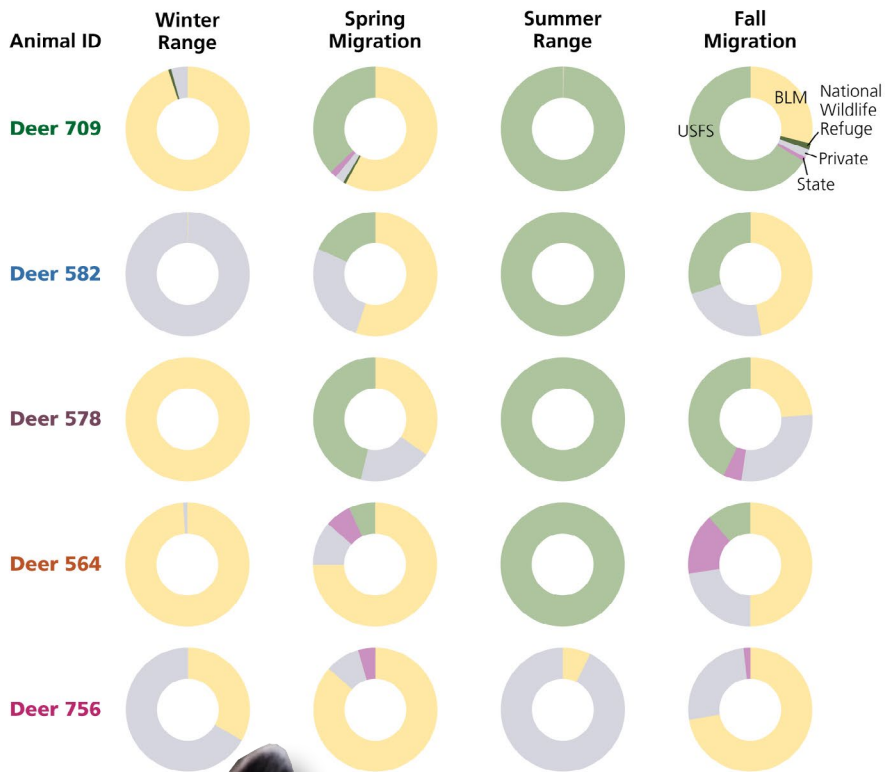 Animal ID
Winter
Range
Spring
Migration
Summer
Range
Fall
Migration
Deer 709
BLM
National
Wildlife
Refuge
USFS
Private
State
Deer 582
Deer 578
Deer 564
Deer 756